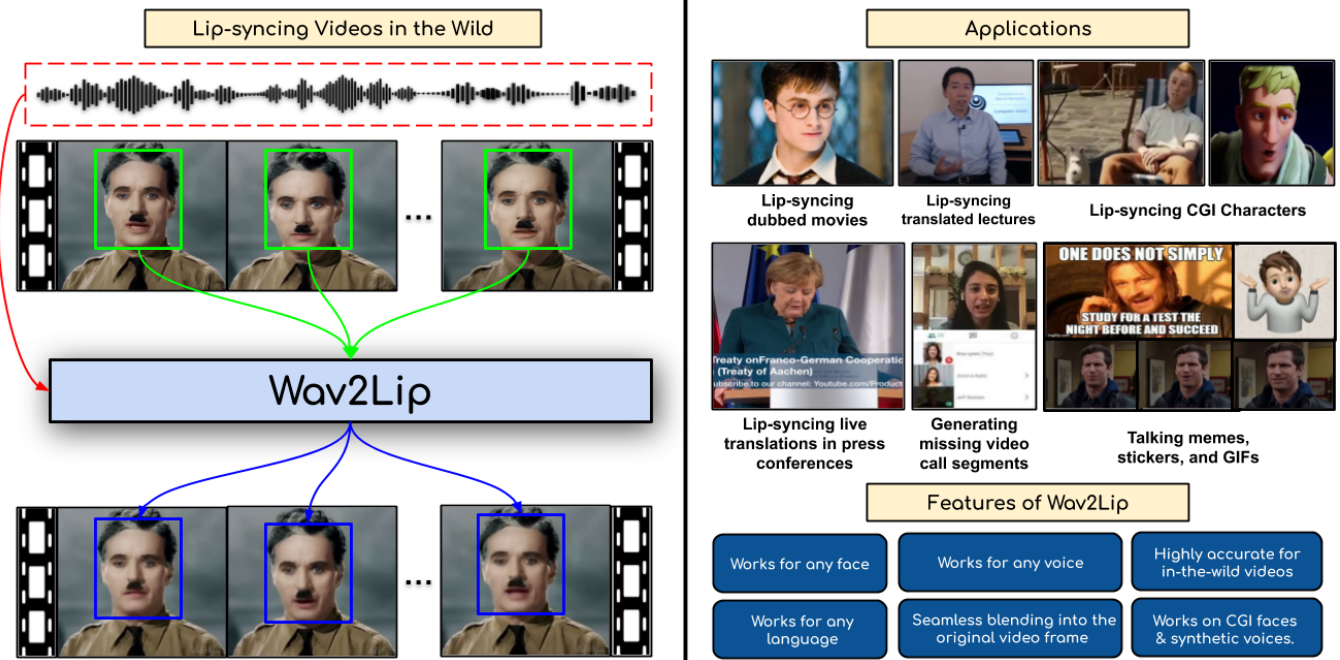 Lip-syncing Videos in the Wild
...
Wav2Lip
...
Applications
Lip-syncing
dubbed movies
Lip-syncing
translated lectures
Lip-syncing CGI Characters
Treaty onFranco-German Cooperatic
(Treaty of Aachen)
ubscribe to our channel: Youtube.com/Product
ONE DOES NOT SIMPLY
STUDY FOR A TEST THE
NIGHT BEFORE AND SUCCEED
Lip-syncing live
translations in press
conferences
Generating
missing video
call segments
Talking memes,
stickers, and GIFs
Features of Wav2Lip
Works for any face
Works for any voice
Highly accurate for
in-the-wild videos
Works for any
language
Seamless blending into the
original video frame
Works on CGI faces
& synthetic voices.